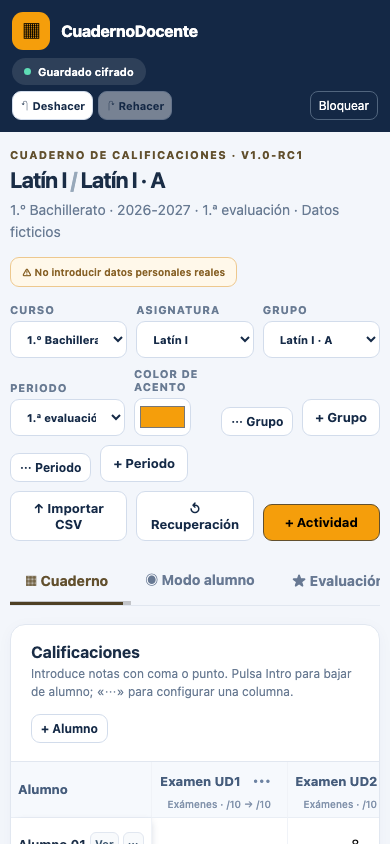 CuadernoDocente
Guardado cifrado
Deshacer Rehacer Bloquear
CUADERNO DE CALIFICACIONES · V1.0-RC1
Latín I / Latín I · A
1.º Bachillerato · 2026-2027 · 1.ª evaluación · Datos
ficticios
⚠ No introducir datos personales reales
CURSO ASIGNATURA GRUPO
1.º Bachillera Latín I Latín I · A
PERIODO COLOR DE
ACENTO
1.ª evaluació ··· Grupo + Grupo
··· Periodo + Periodo
↑ Importar
CSV
↺
Recuperación
+ Actividad
▦ Cuaderno ◉ Modo alumno ★ Evaluación
Calificaciones
Introduce notas con coma o punto. Pulsa Intro para bajar
de alumno; «···» para configurar una columna.
+ Alumno
Alumno Examen UD1 ··· Examen UD2
Exámenes · /10 → /10 Exámenes · /10
Alumno 01 Ver ··· 8